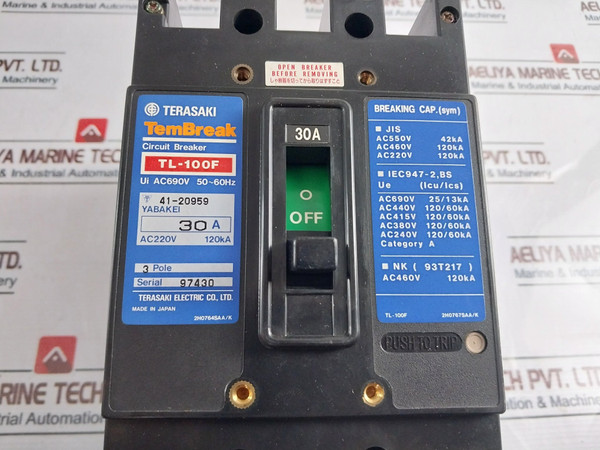 OPEN BREAKER
BEFORE REMOVING
TERASAKI
TemBreak
Circuit Breaker
TL-100F
Ui AC690V 50~60Hz
41-20959
YABAKEI
30 A
AC220V 120kA
3 Pole
Serial 97430
TERASAKI ELECTRIC CO., LTD.
MADE IN JAPAN
2H0764SAA/K
30A
OFF
BREAKING CAP.(sym)
JIS
AC550V 42kA
AC460V 120kA
AC220V 120kA
IEC947-2,BS
Ue (Icu/Ics)
AC690V 25/13kA
AC440V 120/60kA
AC415V 120/60kA
AC380V 120/60kA
AC240V 120/60kA
Category A
NK ( 93T217 )
AC460V 120kA
TL-100F
2H0767SAA/K
PUSH TO TRIP
AELIYA MARINE TECH PVT. LTD.
Marine & Industrial Automation & Machinery